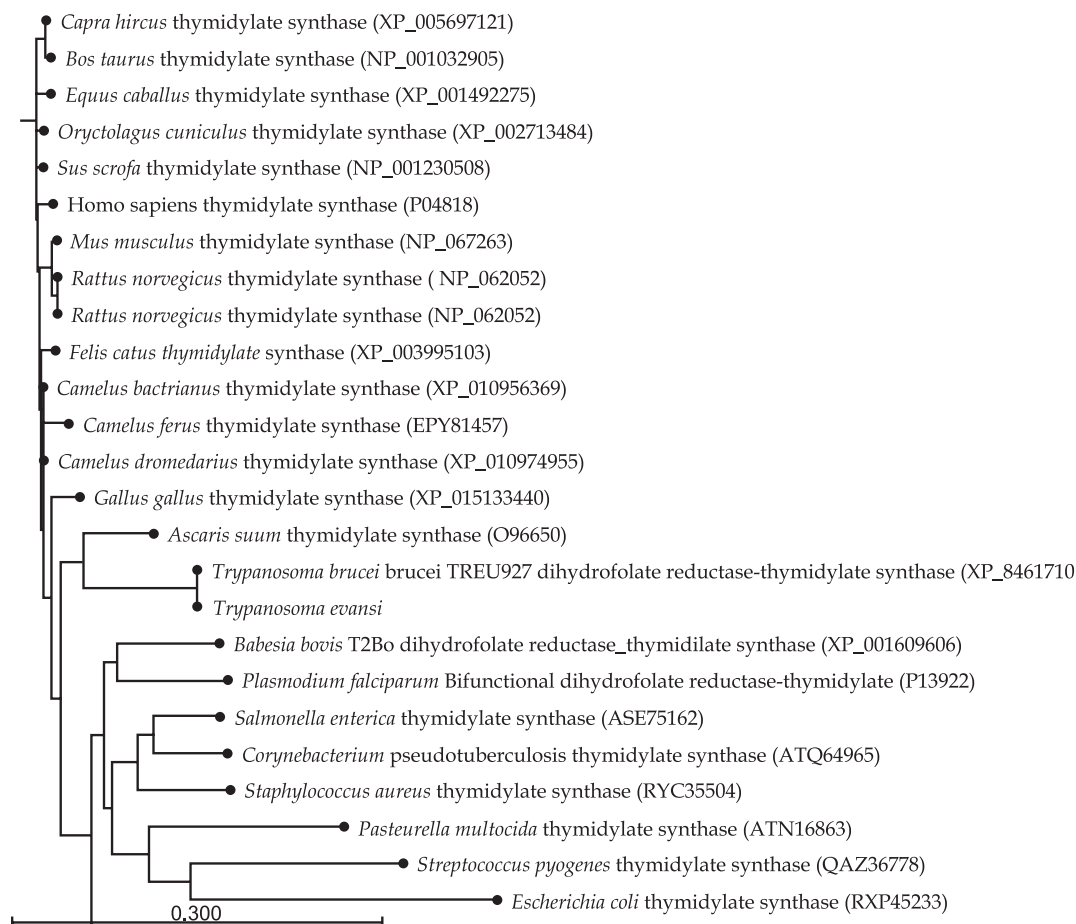 Capra hircus thymidylate synthase (XP_005697121)
Bos taurus thymidylate synthase (NP_001032905)
Equus caballus thymidylate synthase (XP_001492275)
Oryctolagus cuniculus thymidylate synthase (XP_002713484)
Sus scrofa thymidylate synthase (NP_001230508)
Homo sapiens thymidylate synthase (P04818)
Mus musculus thymidylate synthase (NP_067263)
Rattus norvegicus thymidylate synthase ( NP_062052)
Rattus norvegicus thymidylate synthase (NP_062052)
Felis catus thymidylate synthase (XP_003995103)
Camelus bactrianus thymidylate synthase (XP_010956369)
Camelus ferus thymidylate synthase (EPY81457)
Camelus dromedarius thymidylate synthase (XP_010974955)
Gallus gallus thymidylate synthase (XP_015133440)
Ascaris suum thymidylate synthase (O96650)
Trypanosoma brucei brucei TREU927 dihydrofolate reductase-thymidylate synthase (XP_8461710
Trypanosoma evansi
Babesia bovis T2Bo dihydrofolate reductase_thymidilate synthase (XP_001609606)
Plasmodium falciparum Bifunctional dihydrofolate reductase-thymidylate (P13922)
Salmonella enterica thymidylate synthase (ASE75162)
Corynebacterium pseudotuberculosis thymidylate synthase (ATQ64965)
Staphylococcus aureus thymidylate synthase (RYC35504)
Pasteurella multocida thymidylate synthase (ATN16863)
Streptococcus pyogenes thymidylate synthase (QAZ36778)
Escherichia coli thymidylate synthase (RXP45233)
0.300